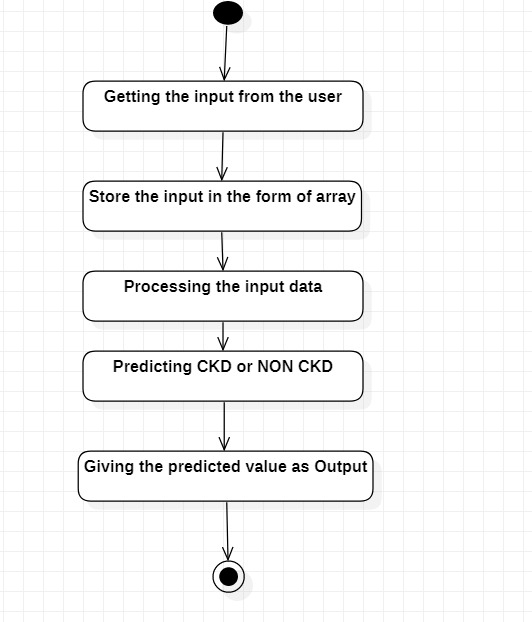 Getting the input from the user
Store the input in the form of array
Processing the input data
Predicting CKD or NON CKD
Giving the predicted value as Output